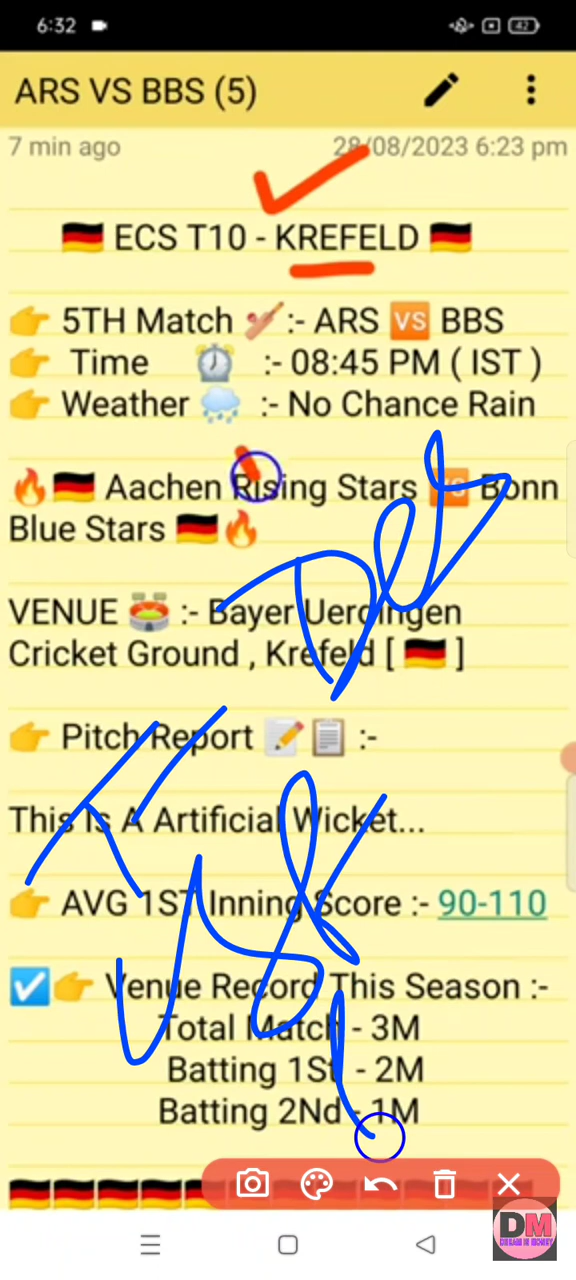 6:32
42
ARS VS BBS (5)
7 min ago
28/08/2023 6:23 pm
🇩🇪 ECS T10 - KREFELD 🇩🇪
👉 5TH Match 🏏 :- ARS 🆚 BBS
👉 Time ⏰ :- 08:45 PM ( IST )
👉 Weather 🌧️ :- No Chance Rain
🔥🇩🇪 Aachen Rising Stars 🆚 Bonn
Blue Stars 🇩🇪🔥
VENUE 🏟️ :- Bayer Uerdingen
Cricket Ground , Krefeld [ 🇩🇪 ]
👉 Pitch Report 📝📋 :-
This Is A Artificial Wicket...
👉 AVG 1ST Inning Score :- 90-110
☑️👉 Venue Record This Season :-
Total Match - 3M
Batting 1St - 2M
Batting 2Nd - 1M
DM